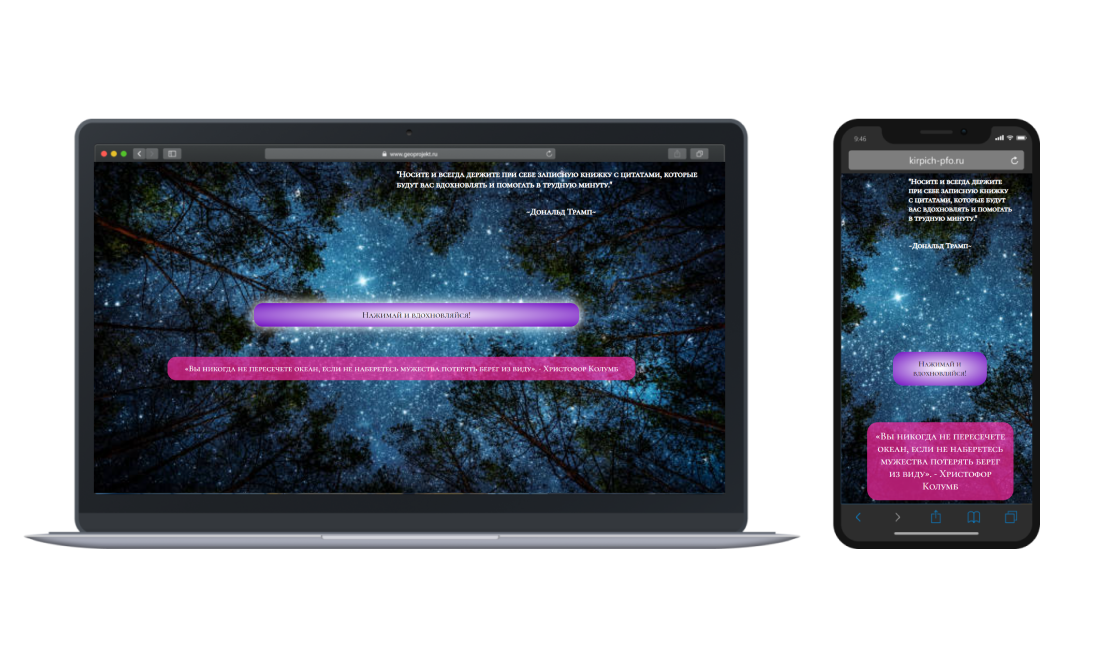 www.geoprojekt.ru
"Носите и всегда держите при себе записную книжку с цитатами, которые
будут вас вдохновлять и помогать в трудную минуту."
~Дональд Трамп~
Нажимай и вдохновляйся!
«Вы никогда не пересечете океан, если не наберетесь мужества потерять берег из виду». - Христофор Колумб
9:46
kirpich-pfo.ru
"Носите и всегда держите
при себе записную книжку
с цитатами, которые будут
вас вдохновлять и помогать
в трудную минуту."
~Дональд Трамп~
Нажимай и
вдохновляйся!
«Вы никогда не пересечете
океан, если не наберетесь
мужества потерять берег
из виду». - Христофор
Колумб